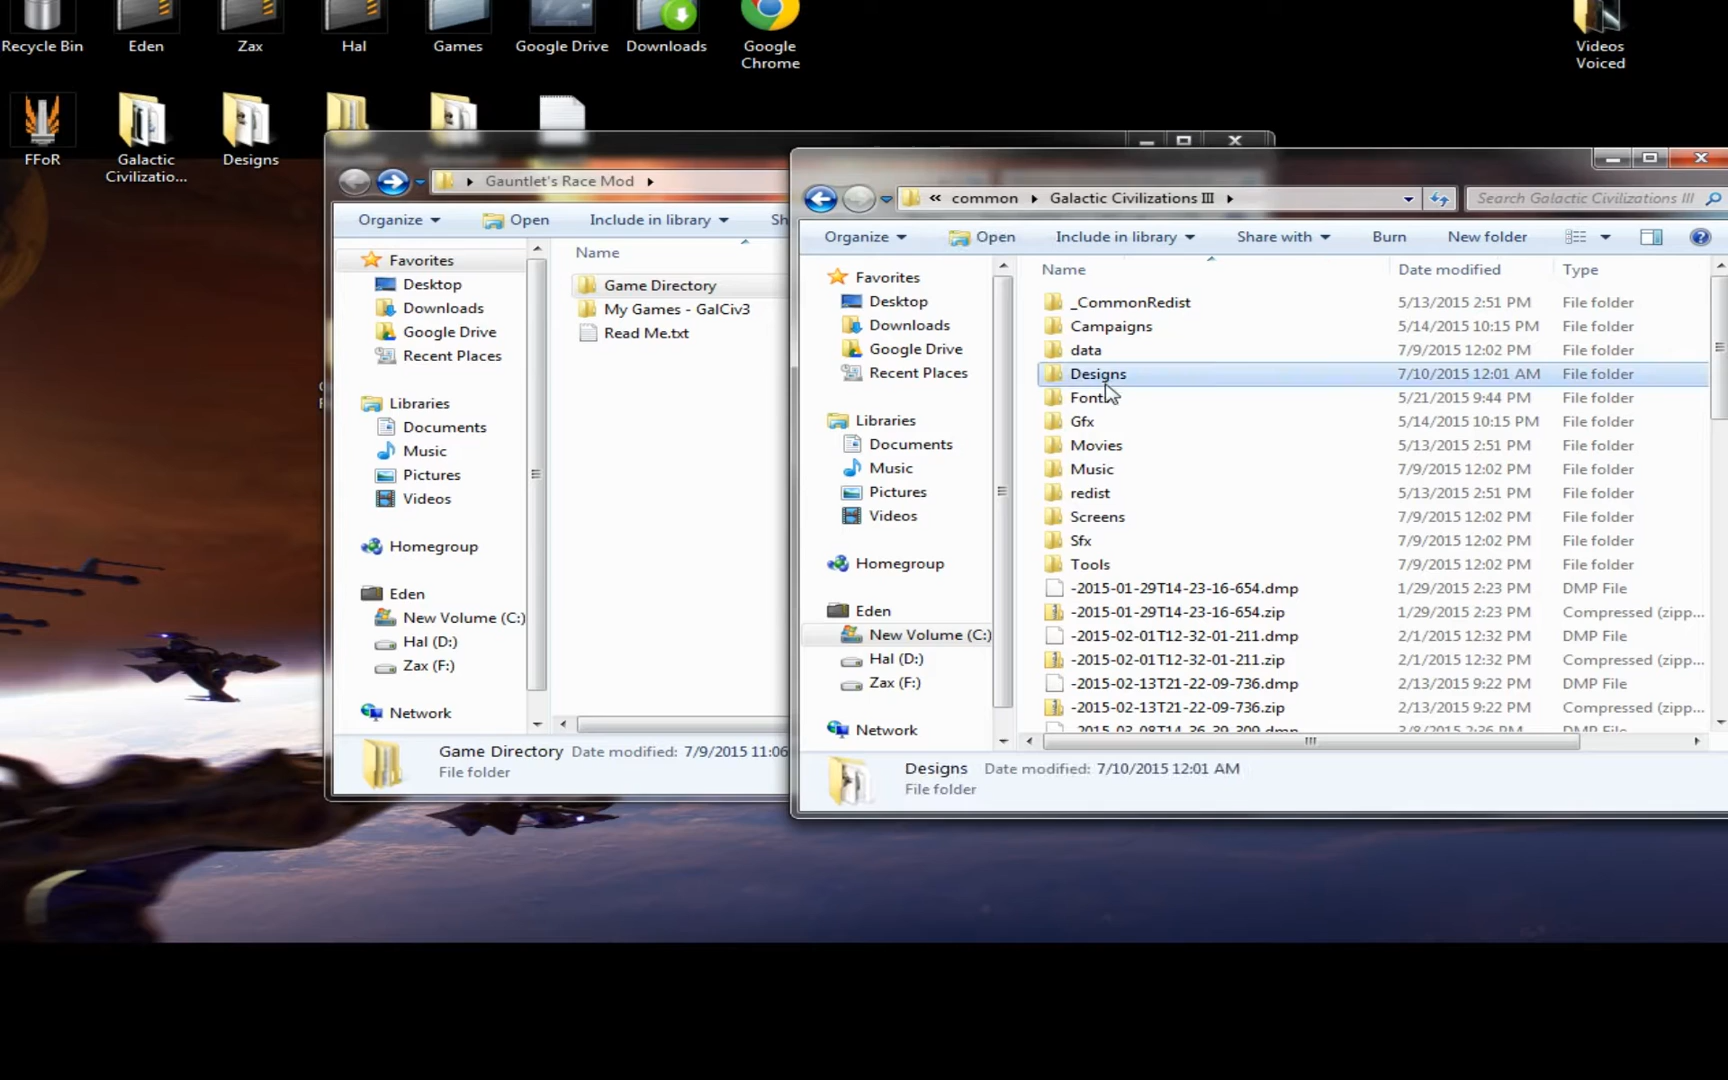 Recycle Bin
Eden
Zax
Hal
Games
Google Drive
Downloads
Google
Chrome
Videos
Voiced
FFoR
Galactic
Civilizatio...
Designs
Gauntlet's Race Mod
Organize
Open
Include in library
Sh
Favorites
Desktop
Downloads
Google Drive
Recent Places
Libraries
Documents
Music
Pictures
Videos
Homegroup
Eden
New Volume (C:)
Hal (D:)
Zax (F:)
Network
Name
Game Directory
My Games - GalCiv3
Read Me.txt
Game Directory Date modified: 7/9/2015 11:06
File folder
« common Galactic Civilizations III
Search Galactic Civilizations III
Organize
Open
Include in library
Share with
Burn
New folder
Favorites
Desktop
Downloads
Google Drive
Recent Places
Libraries
Documents
Music
Pictures
Videos
Homegroup
Eden
New Volume (C:)
Hal (D:)
Zax (F:)
Network
Name Date modified Type
_CommonRedist 5/13/2015 2:51 PM File folder
Campaigns 5/14/2015 10:15 PM File folder
data 7/9/2015 12:02 PM File folder
Designs 7/10/2015 12:01 AM File folder
Font 5/21/2015 9:44 PM File folder
Gfx 5/14/2015 10:15 PM File folder
Movies 5/13/2015 2:51 PM File folder
Music 7/9/2015 12:02 PM File folder
redist 5/13/2015 2:51 PM File folder
Screens 7/9/2015 12:02 PM File folder
Sfx 7/9/2015 12:02 PM File folder
Tools 7/9/2015 12:02 PM File folder
-2015-01-29T14-23-16-654.dmp 1/29/2015 2:23 PM DMP File
-2015-01-29T14-23-16-654.zip 1/29/2015 2:23 PM Compressed (zipp...
-2015-02-01T12-32-01-211.dmp 2/1/2015 12:32 PM DMP File
-2015-02-01T12-32-01-211.zip 2/1/2015 12:32 PM Compressed (zipp...
-2015-02-13T21-22-09-736.dmp 2/13/2015 9:22 PM DMP File
-2015-02-13T21-22-09-736.zip 2/13/2015 9:22 PM Compressed (zipp...
Designs Date modified: 7/10/2015 12:01 AM
File folder